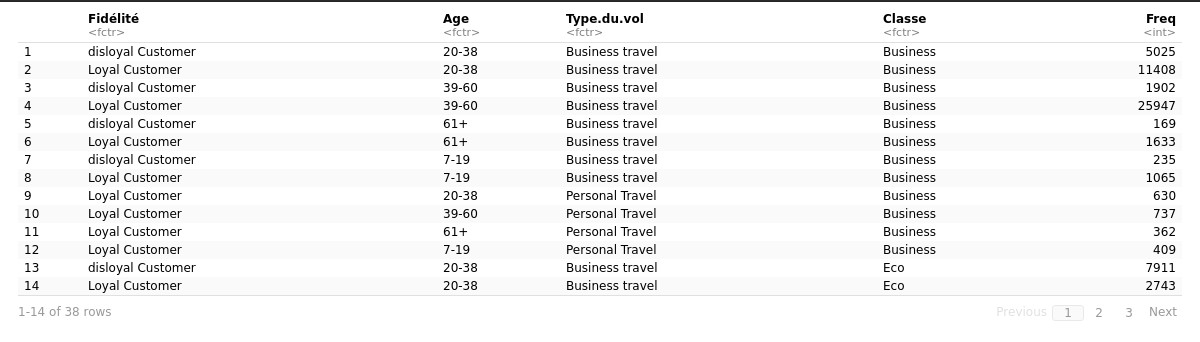 Fidélité Age Type.du.vol Classe Freq
<fctr> <fctr> <fctr> <fctr> <int>
1 disloyal Customer 20-38 Business travel Business 5025
2 Loyal Customer 20-38 Business travel Business 11408
3 disloyal Customer 39-60 Business travel Business 1902
4 Loyal Customer 39-60 Business travel Business 25947
5 disloyal Customer 61+ Business travel Business 169
6 Loyal Customer 61+ Business travel Business 1633
7 disloyal Customer 7-19 Business travel Business 235
8 Loyal Customer 7-19 Business travel Business 1065
9 Loyal Customer 20-38 Personal Travel Business 630
10 Loyal Customer 39-60 Personal Travel Business 737
11 Loyal Customer 61+ Personal Travel Business 362
12 Loyal Customer 7-19 Personal Travel Business 409
13 disloyal Customer 20-38 Business travel Eco 7911
14 Loyal Customer 20-38 Business travel Eco 2743
1-14 of 38 rows Previous 1 2 3 Next